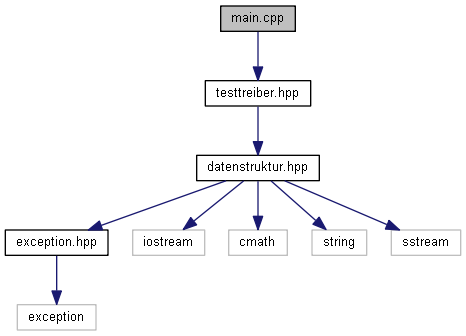 main.cpp
testtreiber.hpp
datenstruktur.hpp
exception.hpp
iostream
cmath
string
sstream
exception